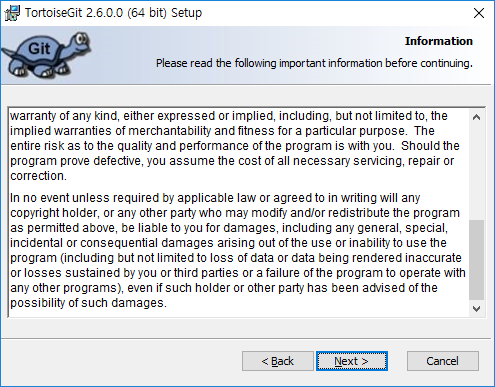 TortoiseGit 2.6.0.0 (64 bit) Setup
Git
Information
Please read the following important information before continuing.
warranty of any kind, either expressed or implied, including, but not limited to, the
implied warranties of merchantability and fitness for a particular purpose. The
entire risk as to the quality and performance of the program is with you. Should the
program prove defective, you assume the cost of all necessary servicing, repair or
correction.
In no event unless required by applicable law or agreed to in writing will any
copyright holder, or any other party who may modify and/or redistribute the program
as permitted above, be liable to you for damages, including any general, special,
incidental or consequential damages arising out of the use or inability to use the
program (including but not limited to loss of data or data being rendered inaccurate
or losses sustained by you or third parties or a failure of the program to operate with
any other programs), even if such holder or other party has been advised of the
possibility of such damages.
< Back Next > Cancel